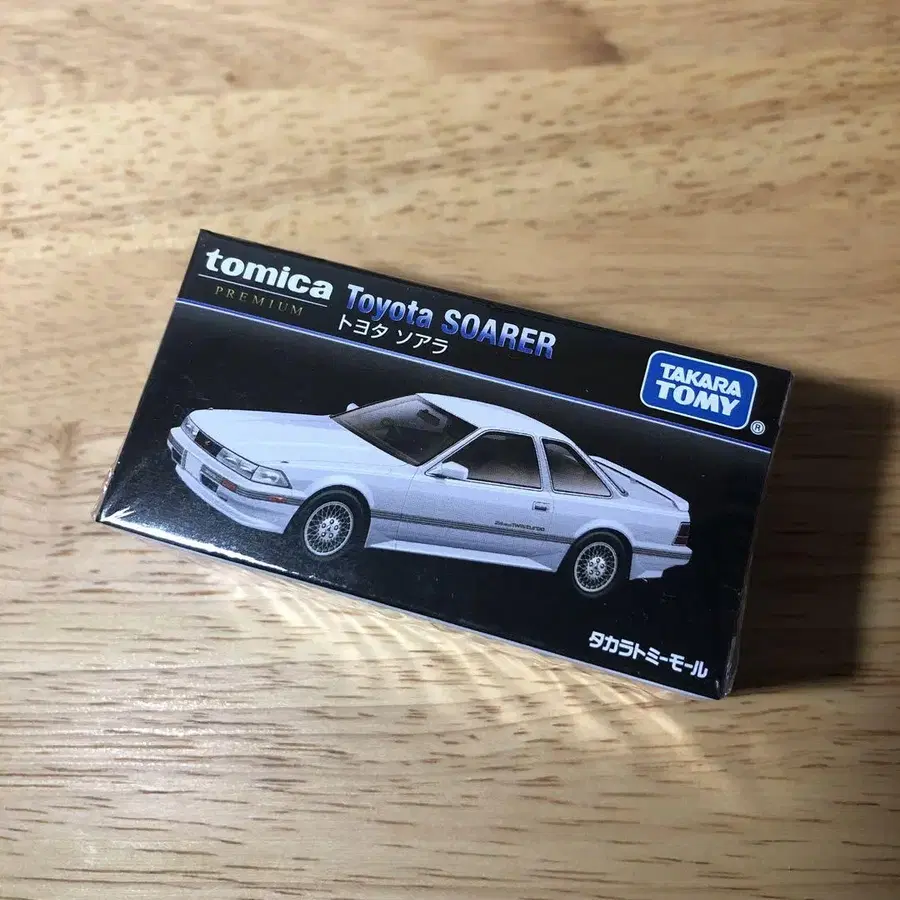 tomica
PREMIUM
Toyota SOARER
トヨタ ソアラ
TAKARA
TOMY
®
TWINturbo
タカラトミーモール